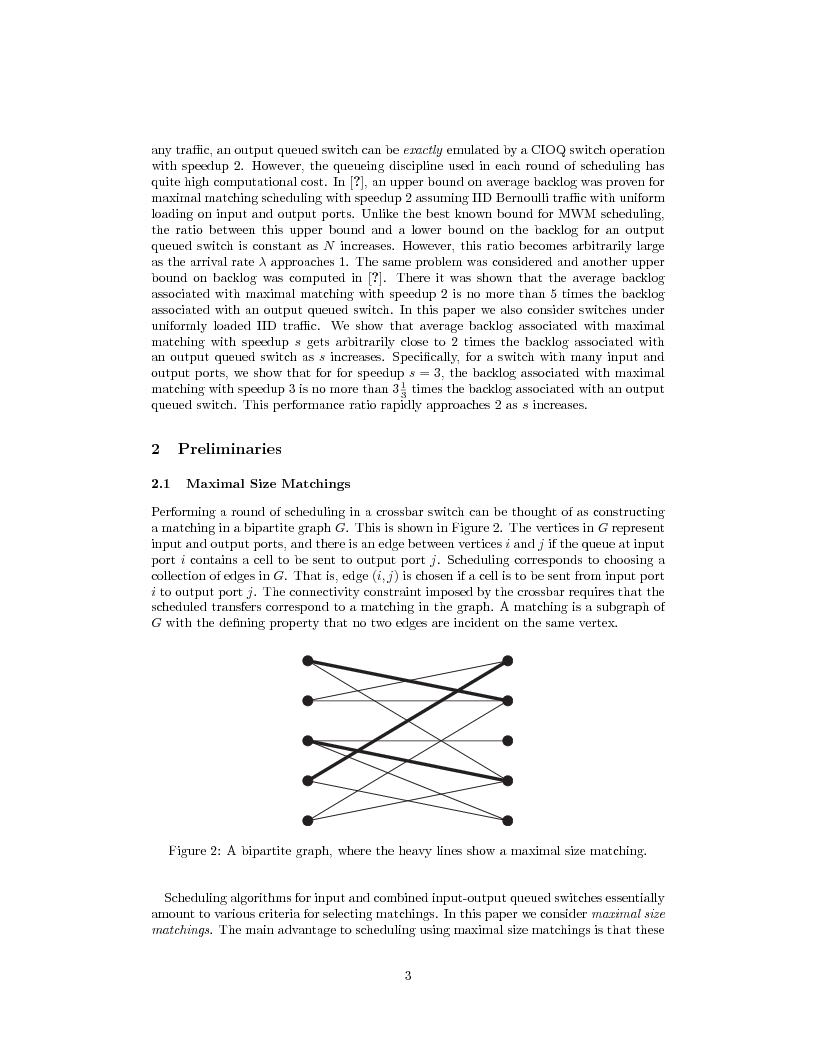 any traffic, an output queued switch can be exactly emulated by a CIOQ switch operation
with speedup 2. However, the queueing discipline used in each round of scheduling has
quite high computational cost. In [?], an upper bound on average backlog was proven for
maximal matching scheduling with speedup 2 assuming IID Bernoulli traffic with uniform
loading on input and output ports. Unlike the best known bound for MWM scheduling,
the ratio between this upper bound and a lower bound on the backlog for an output
queued switch is constant as N increases. However, this ratio becomes arbitrarily large
as the arrival rate λ approaches 1. The same problem was considered and another upper
bound on backlog was computed in [?]. There it was shown that the average backlog
associated with maximal matching with speedup 2 is no more than 5 times the backlog
associated with an output queued switch. In this paper we also consider switches under
uniformly loaded IID traffic. We show that average backlog associated with maximal
matching with speedup s gets arbitrarily close to 2 times the backlog associated with
an output queued switch as s increases. Specifically, for a switch with many input and
output ports, we show that for for speedup s = 3, the backlog associated with maximal
matching with speedup 3 is no more than 3 1/3 times the backlog associated with an output
queued switch. This performance ratio rapidly approaches 2 as s increases.
2 Preliminaries
2.1 Maximal Size Matchings
Performing a round of scheduling in a crossbar switch can be thought of as constructing
a matching in a bipartite graph G. This is shown in Figure 2. The vertices in G represent
input and output ports, and there is an edge between vertices i and j if the queue at input
port i contains a cell to be sent to output port j. Scheduling corresponds to choosing a
collection of edges in G. That is, edge (i, j) is chosen if a cell is to be sent from input port
i to output port j. The connectivity constraint imposed by the crossbar requires that the
scheduled transfers correspond to a matching in the graph. A matching is a subgraph of
G with the defining property that no two edges are incident on the same vertex.
Figure 2: A bipartite graph, where the heavy lines show a maximal size matching.
Scheduling algorithms for input and combined input-output queued switches essentially
amount to various criteria for selecting matchings. In this paper we consider maximal size
matchings. The main advantage to scheduling using maximal size matchings is that these
3